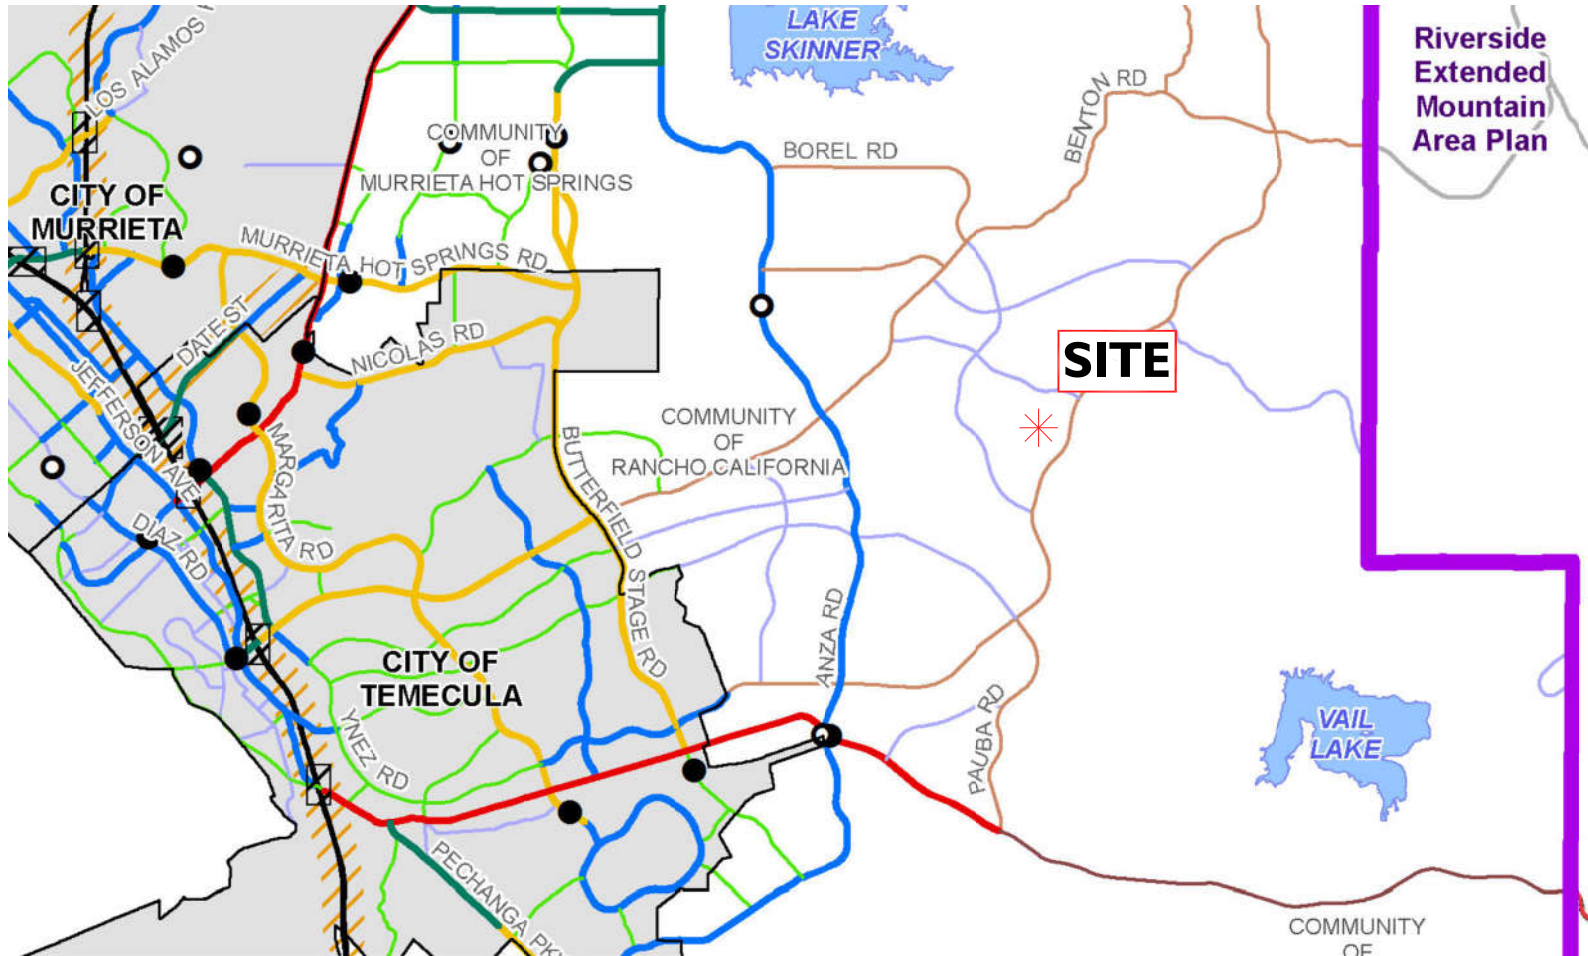 LAKE
SKINNER
Riverside
Extended
Mountain
Area Plan
LOS ALAMOS
BENTON RD
COMMUNITY
OF
MURRIETA HOT SPRINGS
BOREL RD
CITY OF
MURRIETA
MURRIETA HOT SPRINGS RD
DATE ST
NICOLAS RD
SITE
JEFFERSON AVE
MARGARITA RD
COMMUNITY
OF
RANCHO CALIFORNIA
BUTTERFIELD STAGE RD
DIAZ RD
ANZA RD
CITY OF
TEMECULA
YNEZ RD
PAUBA RD
VAIL
LAKE
PECHANGA PK
COMMUNITY
OF